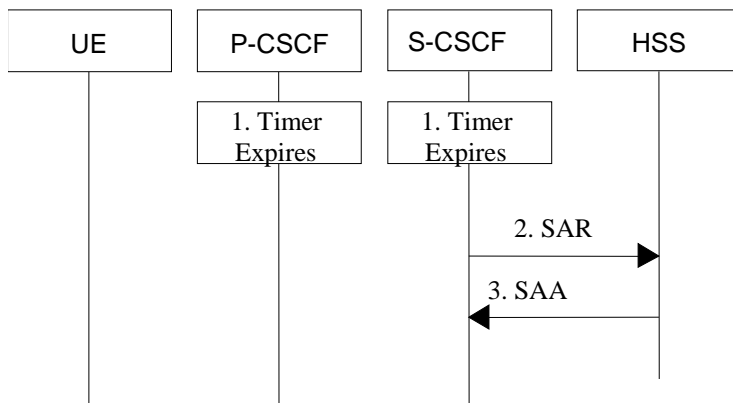 UE
P-CSCF
S-CSCF
HSS
1. Timer
Expires
1. Timer
Expires
2. SAR
3. SAA